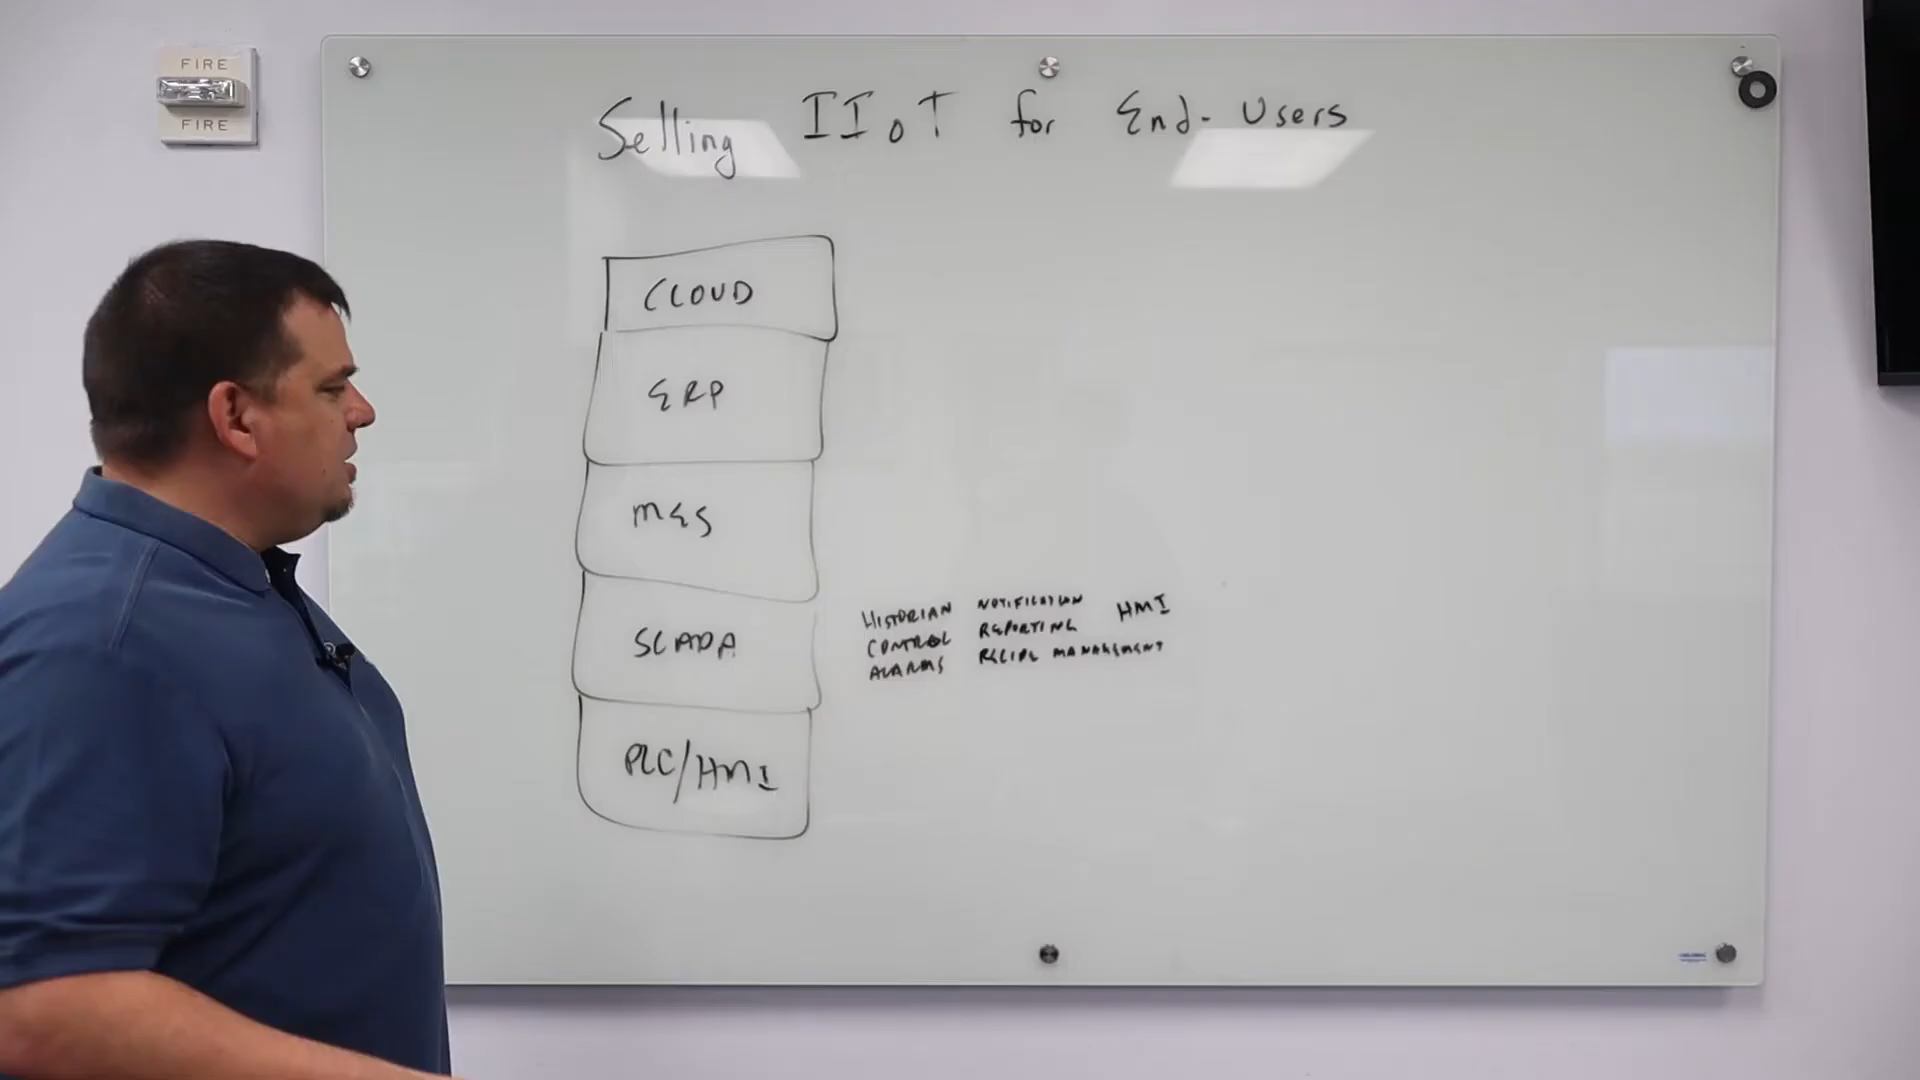 FIRE
FIRE
Selling IIoT for End-Users
CLOUD
ERP
MES
SCADA
HISTORIAN NOTIFICATION HMI
CONTROL REPORTING
ALARMS RECIPE MANAGEMENT
PLC/HMI